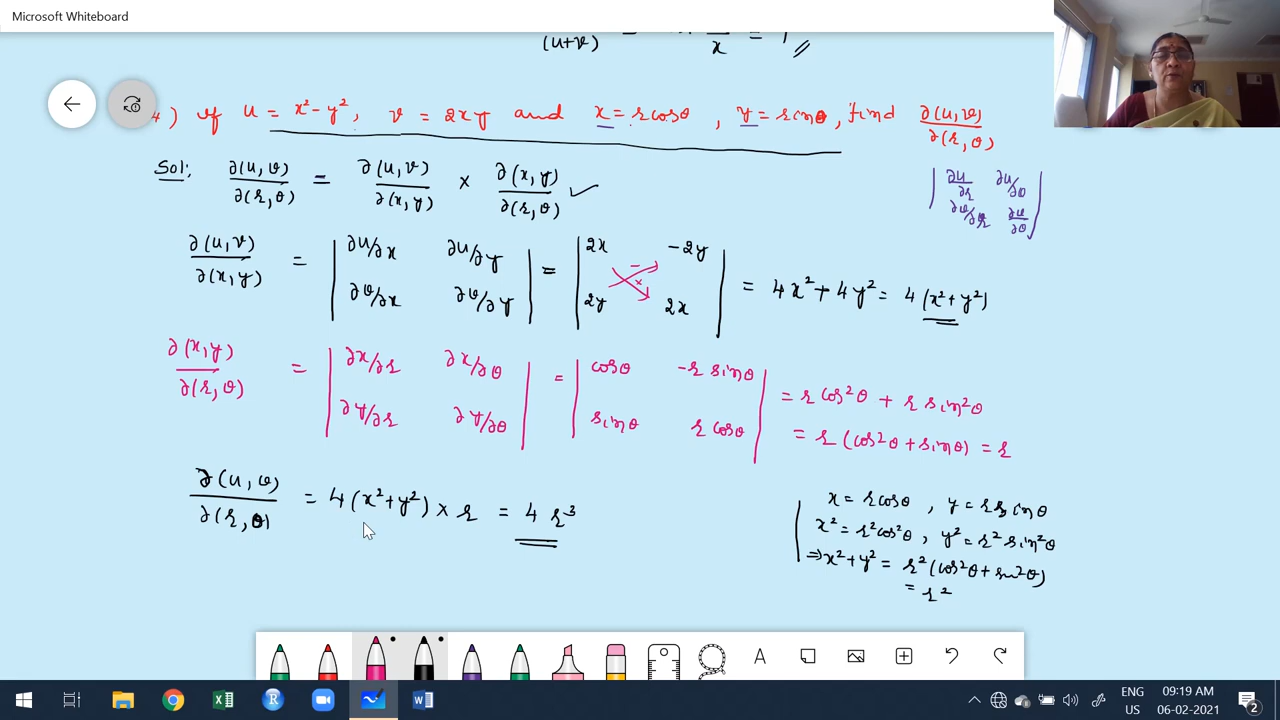 Microsoft Whiteboard
(u+v) x = 1 //
4) If u = x² - y², v = 2xy and x = r cosθ, y = r sinθ, find ∂(u,v)/∂(r,θ)
Sol: ∂(u,v)/∂(r,θ) = ∂(u,v)/∂(x,y) × ∂(x,y)/∂(r,θ) ✓
| ∂u/∂r ∂u/∂θ |
| ∂v/∂r ∂u/∂θ |
∂(u,v)/∂(x,y) = | ∂u/∂x ∂u/∂y ; ∂v/∂x ∂v/∂y | = | 2x -2y ; 2y 2x | = 4x² + 4y² = 4(x² + y²)
∂(x,y)/∂(r,θ) = | ∂x/∂r ∂x/∂θ ; ∂y/∂r ∂y/∂θ | = | cosθ -r sinθ ; sinθ r cosθ | = r cos²θ + r sin²θ
= r (cos²θ + sin²θ) = r
∂(u,v)/∂(r,θ) = 4(x² + y²) × r = 4 r³
x = r cosθ, y = r sinθ
x² = r² cos²θ, y² = r² sin²θ
⇒ x² + y² = r² (cos²θ + sin²θ)
= r²
ENG
US
09:19 AM
06-02-2021
2